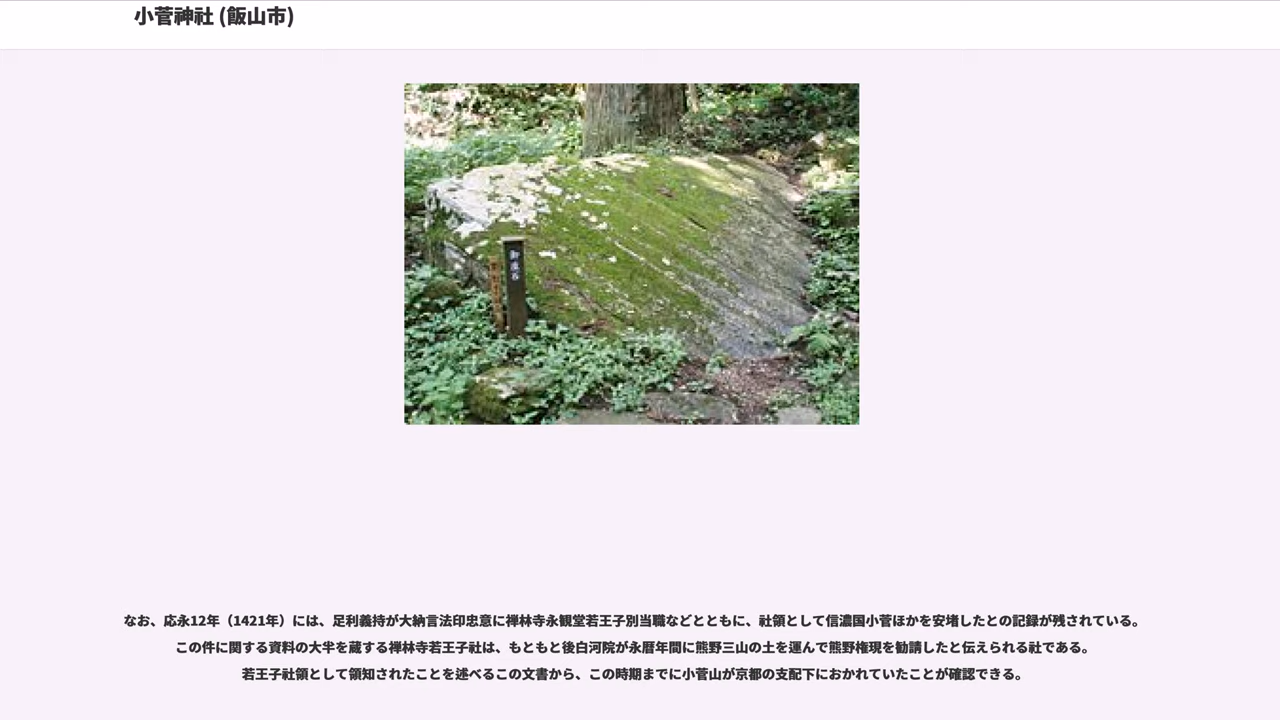 小菅神社 (飯山市)
御座石
なお、応永12年（1421年）には、足利義持が大納言法印忠意に禅林寺永観堂若王子別当職などとともに、社領として信濃国小菅ほかを安堵したとの記録が残されている。
この件に関する資料の大半を蔵する禅林寺若王子社は、もともと後白河院が永暦年間に熊野三山の土を運んで熊野権現を勧請したと伝えられる社である。
若王子社領として領知されたことを述べるこの文書から、この時期までに小菅山が京都の支配下におかれていたことが確認できる。